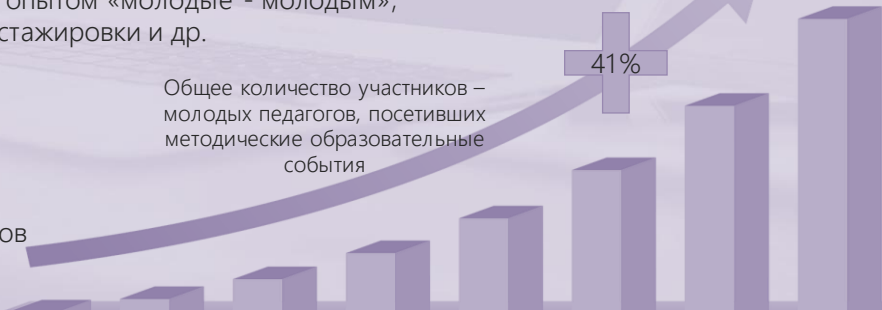 опытом «молодые - молодым»,
стажировки и др.
41%
Общее количество участников –
молодых педагогов, посетивших
методические образовательные
события
ов